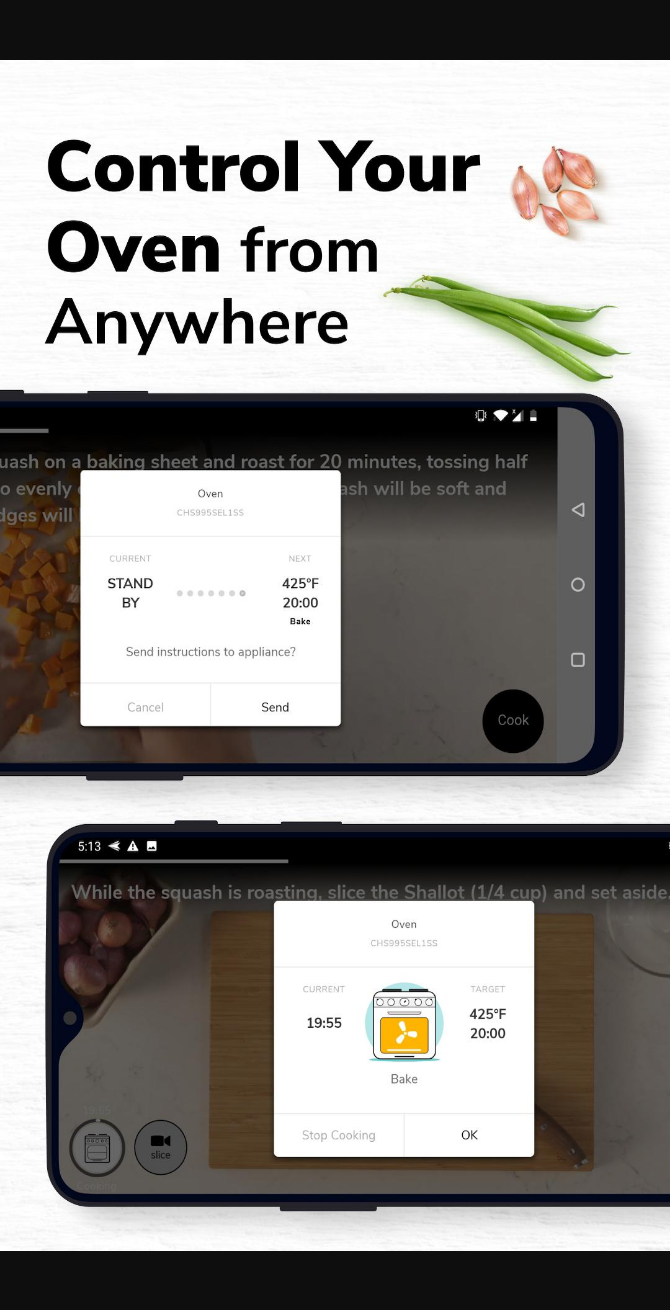 Control Your
Oven from
Anywhere
uash on a baking sheet and roast for 20 minutes, tossing half
o evenly
ash will be soft and
dges will
Oven
CHS995SEL1SS
CURRENT
NEXT
STAND
BY
425°F
20:00
Bake
Send instructions to appliance?
Cancel
Send
Cook
5:13
While the squash is roasting, slice the Shallot (1/4 cup) and set aside.
Oven
CHS995SEL1SS
CURRENT
TARGET
19:55
425°F
20:00
Bake
Stop Cooking
OK
slice